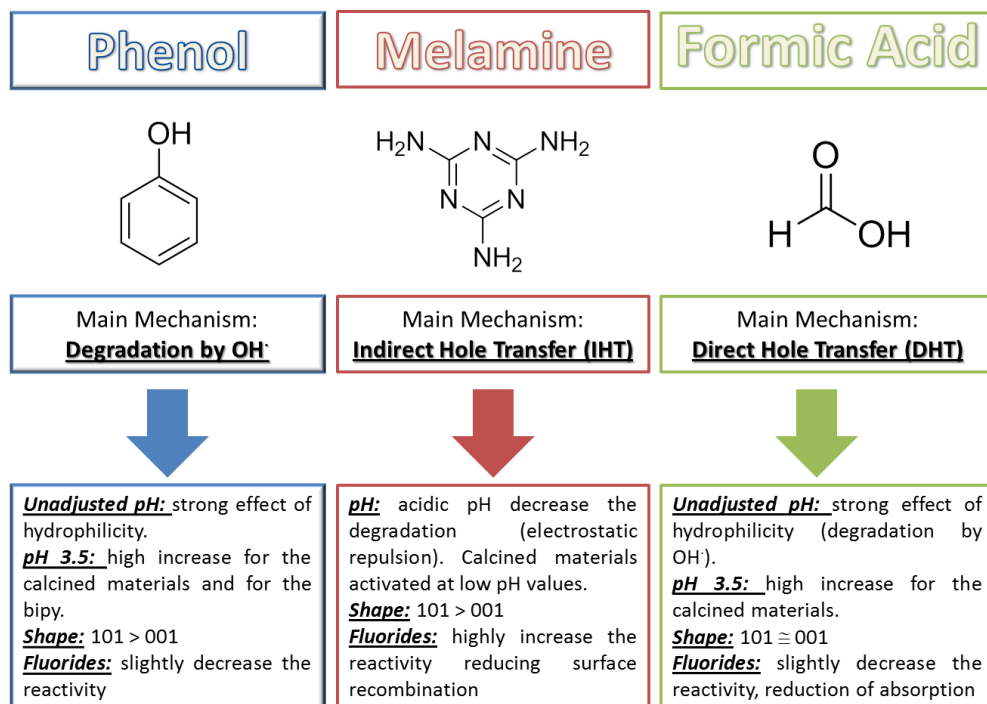 Phenol
Melamine
Formic Acid
OH
H₂N
N
NH₂
N
N
NH₂
O
H
OH
Main Mechanism:
Degradation by OH·
Main Mechanism:
Indirect Hole Transfer (IHT)
Main Mechanism:
Direct Hole Transfer (DHT)
Unadjusted pH: strong effect of
hydrophilicity.
pH 3.5: high increase for the
calcined materials and for the
bipy.
Shape: 101 > 001
Fluorides: slightly decrease the
reactivity
pH: acidic pH decrease the
degradation (electrostatic
repulsion). Calcined materials
activated at low pH values.
Shape: 101 > 001
Fluorides: highly increase the
reactivity reducing surface
recombination
Unadjusted pH: strong effect of
hydrophilicity (degradation by
OH·).
pH 3.5: high increase for the
calcined materials.
Shape: 101 ≅ 001
Fluorides: slightly decrease the
reactivity, reduction of absorption